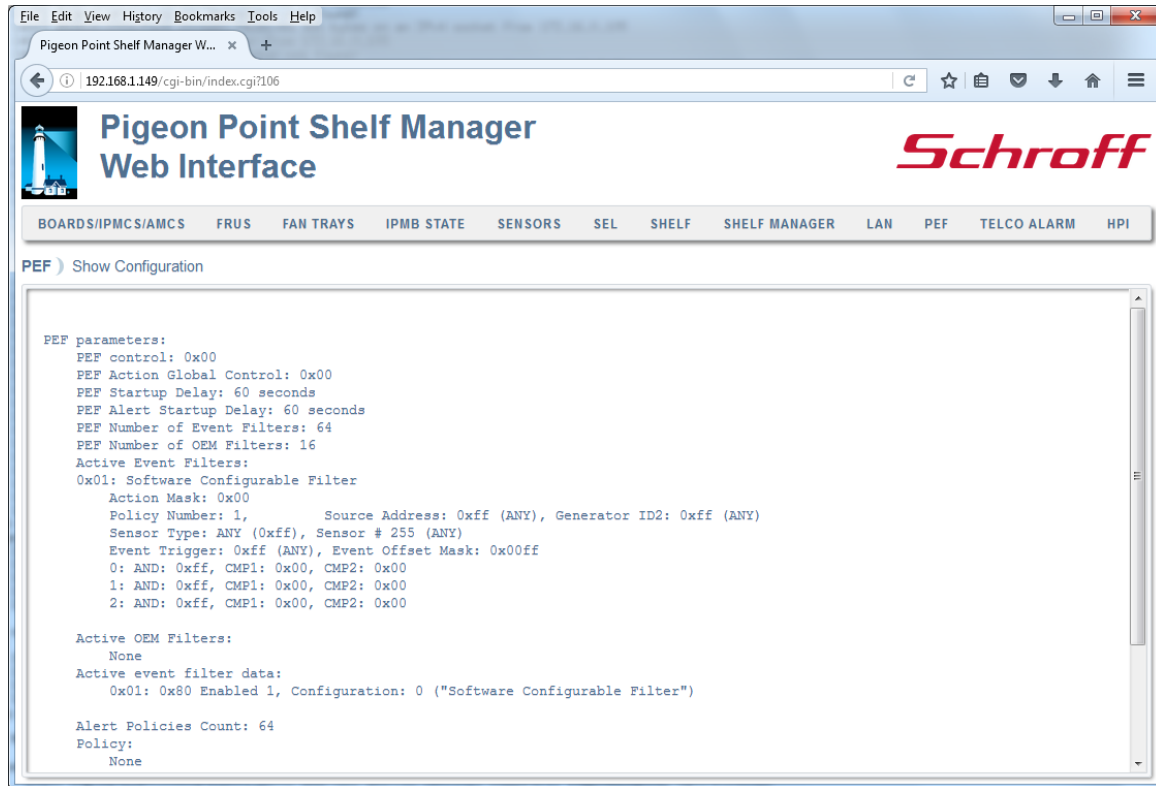 File Edit View History Bookmarks Tools Help
Pigeon Point Shelf Manager W... × +
192.168.1.149/cgi-bin/index.cgi?106
Pigeon Point Shelf Manager
Web Interface
Schroff
BOARDS/IPMCS/AMCS FRUS FAN TRAYS IPMB STATE SENSORS SEL SHELF SHELF MANAGER LAN PEF TELCO ALARM HPI
PEF ) Show Configuration
PEF parameters:
PEF control: 0x00
PEF Action Global Control: 0x00
PEF Startup Delay: 60 seconds
PEF Alert Startup Delay: 60 seconds
PEF Number of Event Filters: 64
PEF Number of OEM Filters: 16
Active Event Filters:
0x01: Software Configurable Filter
Action Mask: 0x00
Policy Number: 1, Source Address: 0xff (ANY), Generator ID2: 0xff (ANY)
Sensor Type: ANY (0xff), Sensor # 255 (ANY)
Event Trigger: 0xff (ANY), Event Offset Mask: 0x00ff
0: AND: 0xff, CMP1: 0x00, CMP2: 0x00
1: AND: 0xff, CMP1: 0x00, CMP2: 0x00
2: AND: 0xff, CMP1: 0x00, CMP2: 0x00
Active OEM Filters:
None
Active event filter data:
0x01: 0x80 Enabled 1, Configuration: 0 ("Software Configurable Filter")
Alert Policies Count: 64
Policy:
None